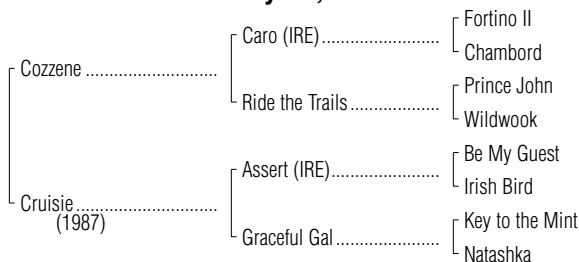 Fortino II
Caro (IRE)
Chambord
Cozzene
Prince John
Ride the Trails
Wildwook
Be My Guest
Assert (IRE)
Irish Bird
Cruisie
(1987)
Key to the Mint
Graceful Gal
Natashka